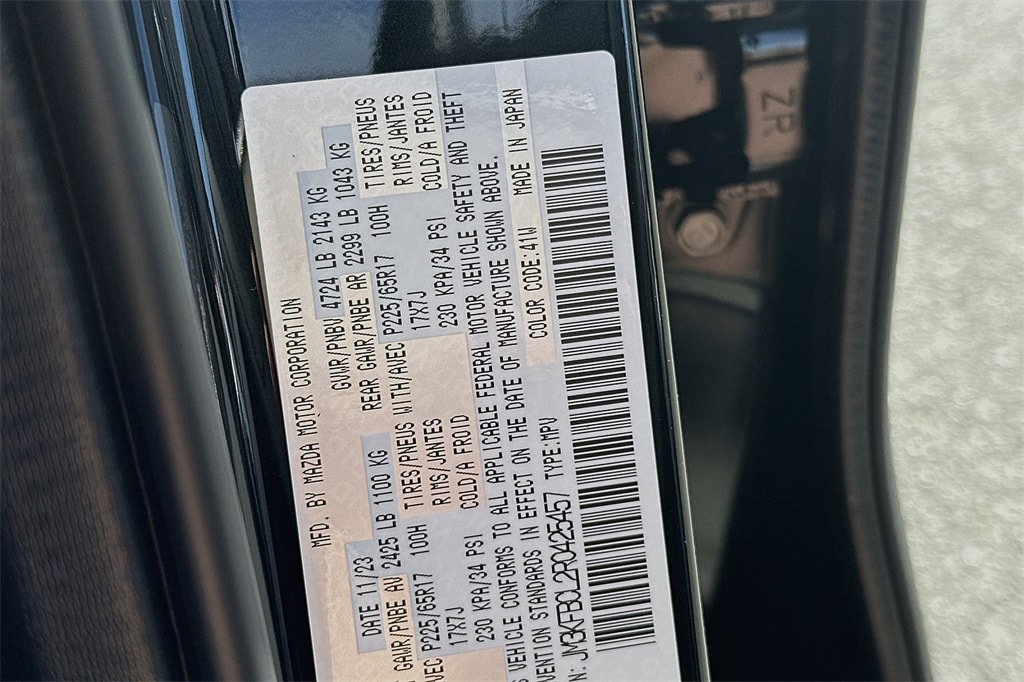 MFD. BY MAZDA MOTOR CORPORATION
DATE 11/23 GVWR/PNBV 4724 LB 2143 KG
GAWR/PNBE AV 2425 LB 1100 KG REAR GAWR/PNBE AR 2299 LB 1043 KG
P225/65R17 100H TIRES/PNEUS WITH/AVEC P225/65R17 100H TIRES/PNEUS
17X7J RIMS/JANTES 17X7J RIMS/JANTES
230 KPA/34 PSI COLD/A FROID 230 KPA/34 PSI COLD/A FROID
VEHICLE CONFORMS TO ALL APPLICABLE FEDERAL MOTOR VEHICLE SAFETY AND THEFT
STANDARDS IN EFFECT ON THE DATE OF MANUFACTURE SHOWN ABOVE.
JM3KFBCL2R0425457 TYPE:MPV COLOR CODE:41W MADE IN JAPAN
ZR